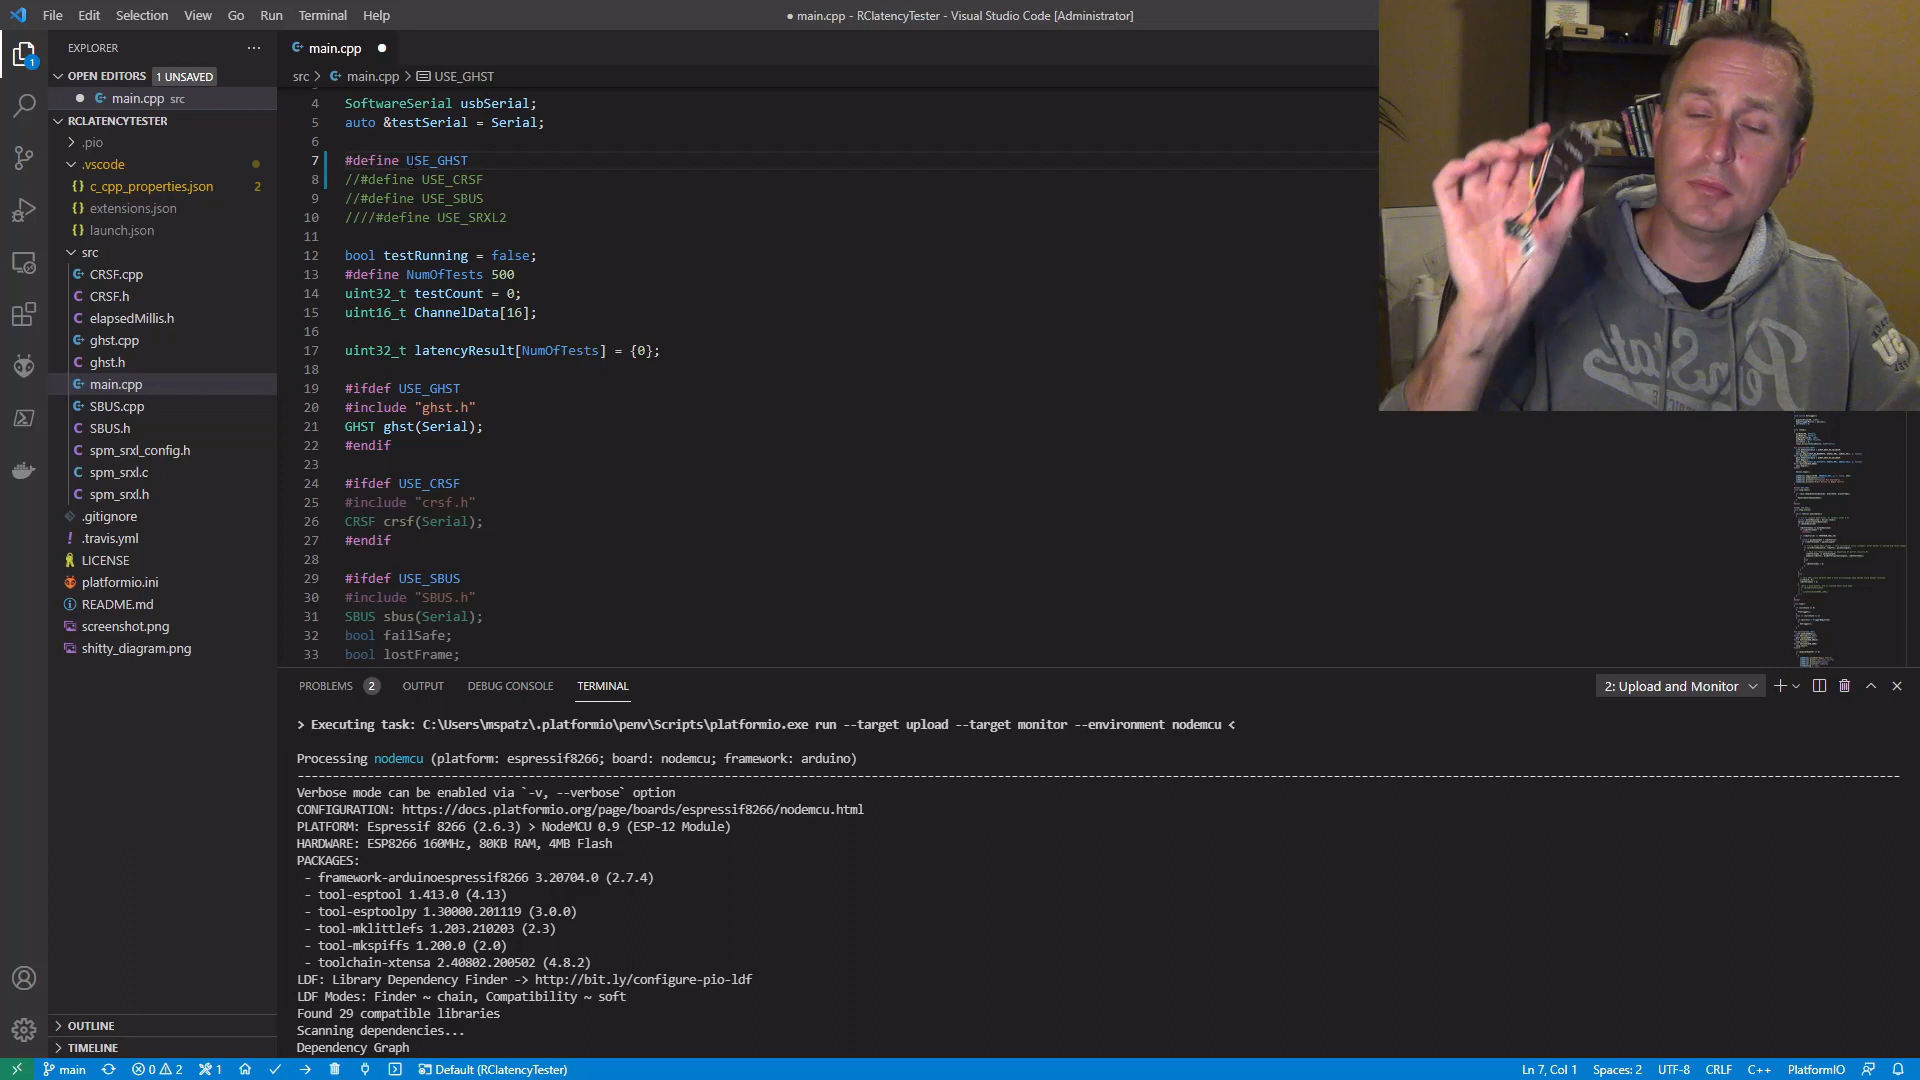 File Edit Selection View Go Run Terminal Help
● main.cpp - RClatencyTester - Visual Studio Code [Administrator]
EXPLORER
main.cpp
OPEN EDITORS 1 UNSAVED
src > main.cpp > USE_GHST
main.cpp src
RCLATENCYTESTER
.pio
.vscode
c_cpp_properties.json 2
extensions.json
launch.json
src
CRSF.cpp
CRSF.h
elapsedMillis.h
ghst.cpp
ghst.h
main.cpp
SBUS.cpp
SBUS.h
spm_srxl_config.h
spm_srxl.c
spm_srxl.h
.gitignore
.travis.yml
LICENSE
platformio.ini
README.md
screenshot.png
shitty_diagram.png
OUTLINE
TIMELINE
4 SoftwareSerial usbSerial;
5 auto &testSerial = Serial;
6
7 #define USE_GHST
8 //#define USE_CRSF
9 //#define USE_SBUS
10 ////#define USE_SRXL2
11
12 bool testRunning = false;
13 #define NumOfTests 500
14 uint32_t testCount = 0;
15 uint16_t ChannelData[16];
16
17 uint32_t latencyResult[NumOfTests] = {0};
18
19 #ifdef USE_GHST
20 #include "ghst.h"
21 GHST ghst(Serial);
22 #endif
23
24 #ifdef USE_CRSF
25 #include "crsf.h"
26 CRSF crsf(Serial);
27 #endif
28
29 #ifdef USE_SBUS
30 #include "SBUS.h"
31 SBUS sbus(Serial);
32 bool failSafe;
33 bool lostFrame;
PROBLEMS 2 OUTPUT DEBUG CONSOLE TERMINAL
2: Upload and Monitor
> Executing task: C:\Users\mspatz\.platformio\penv\Scripts\platformio.exe run --target upload --target monitor --environment nodemcu <
Processing nodemcu (platform: espressif8266; board: nodemcu; framework: arduino)
Verbose mode can be enabled via `-v, --verbose` option
CONFIGURATION: https://docs.platformio.org/page/boards/espressif8266/nodemcu.html
PLATFORM: Espressif 8266 (2.6.3) > NodeMCU 0.9 (ESP-12 Module)
HARDWARE: ESP8266 160MHz, 80KB RAM, 4MB Flash
PACKAGES:
- framework-arduinoespressif8266 3.20704.0 (2.7.4)
- tool-esptool 1.413.0 (4.13)
- tool-esptoolpy 1.30000.201119 (3.0.0)
- tool-mklittlefs 1.203.210203 (2.3)
- tool-mkspiffs 1.200.0 (2.0)
- toolchain-xtensa 2.40802.200502 (4.8.2)
LDF: Library Dependency Finder -> http://bit.ly/configure-pio-ldf
LDF Modes: Finder ~ chain, Compatibility ~ soft
Found 29 compatible libraries
Scanning dependencies...
Dependency Graph
main 0 2 1 Default (RClatencyTester) Ln 7, Col 1 Spaces: 2 UTF-8 CRLF C++ PlatformIO